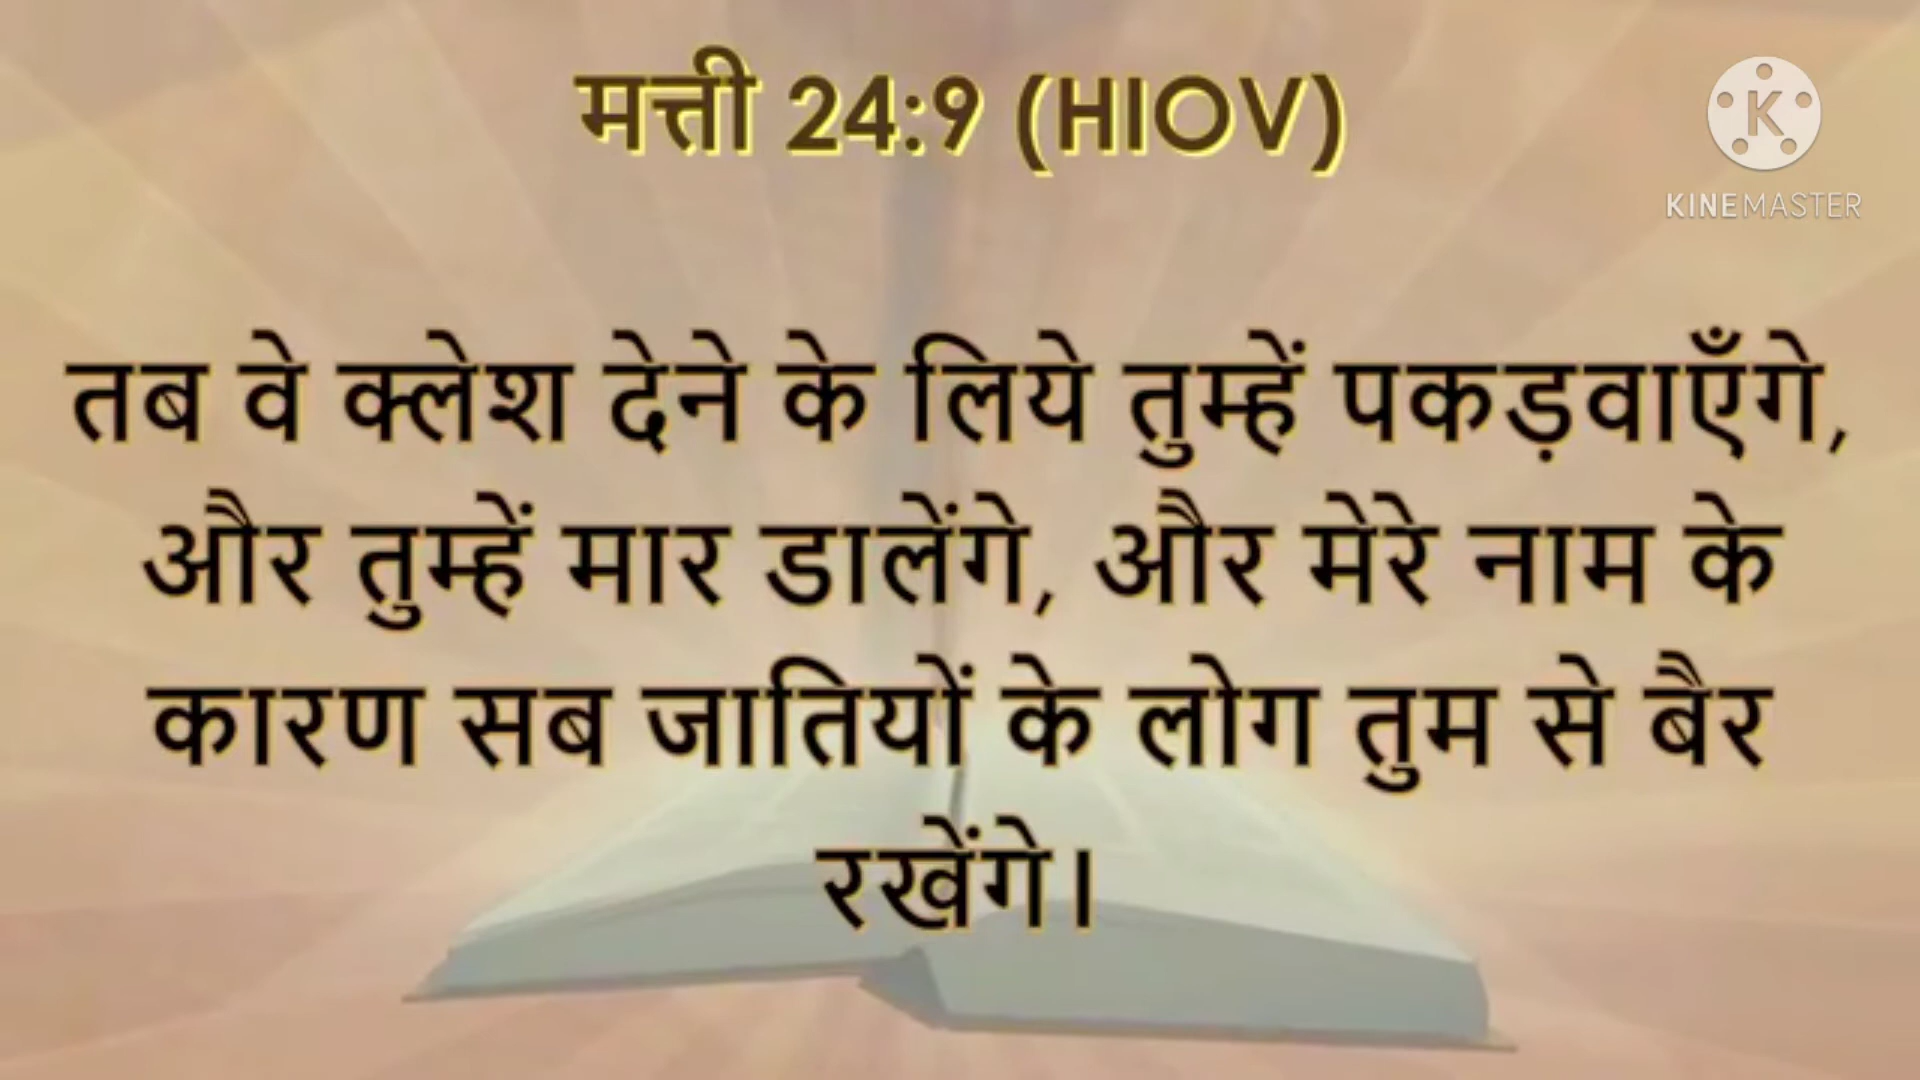 मत्ती 24:9 (HIOV)
K
KINEMASTER
तब वे क्लेश देने के लिये तुम्हें पकड़वाएँगे,
और तुम्हें मार डालेंगे, और मेरे नाम के
कारण सब जातियों के लोग तुम से बैर
रखेंगे।